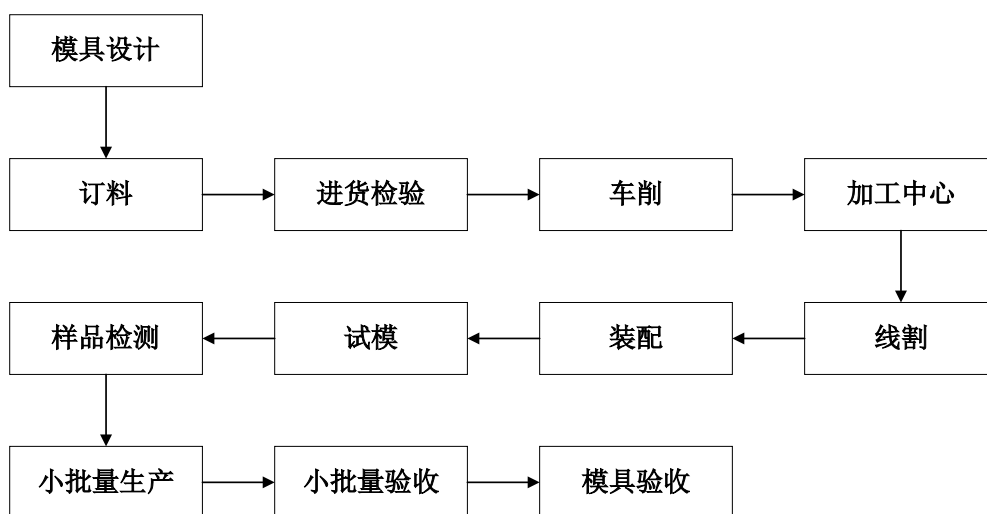 模具设计
订料
进货检验
车削
加工中心
线割
装配
试模
样品检测
小批量生产
小批量验收
模具验收